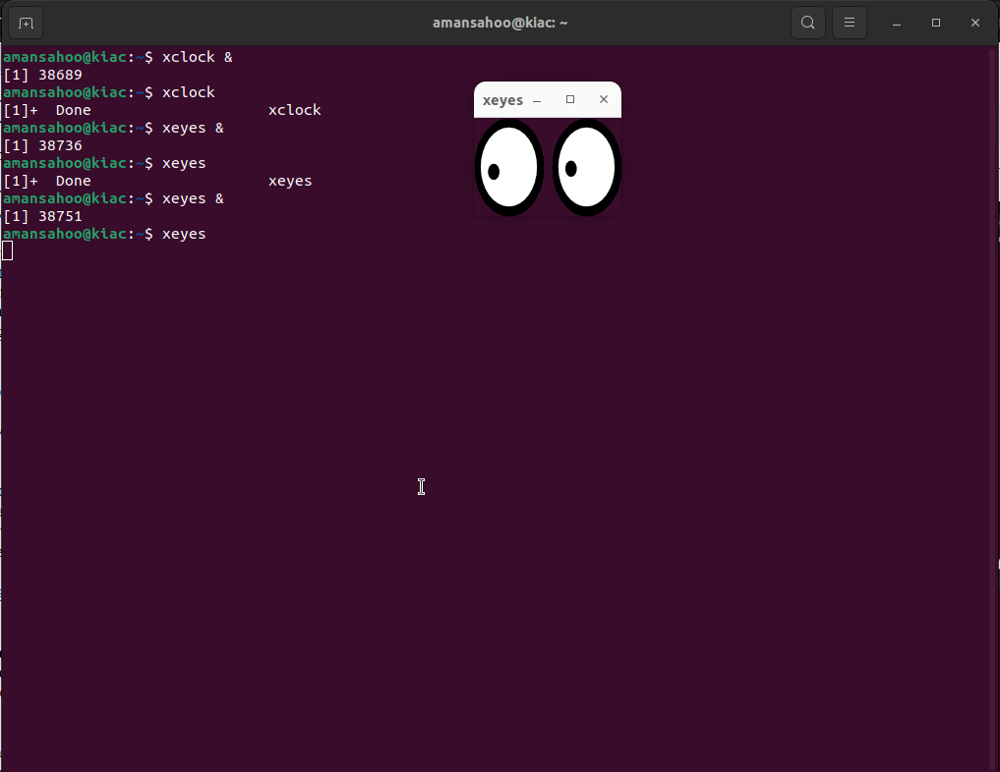 amansahoo@kiac: ~
amansahoo@kiac:~$ xclock &
[1] 38689
amansahoo@kiac:~$ xclock
[1]+  Done                    xclock
amansahoo@kiac:~$ xeyes &
[1] 38736
amansahoo@kiac:~$ xeyes
[1]+  Done                    xeyes
amansahoo@kiac:~$ xeyes &
[1] 38751
amansahoo@kiac:~$ xeyes
xeyes